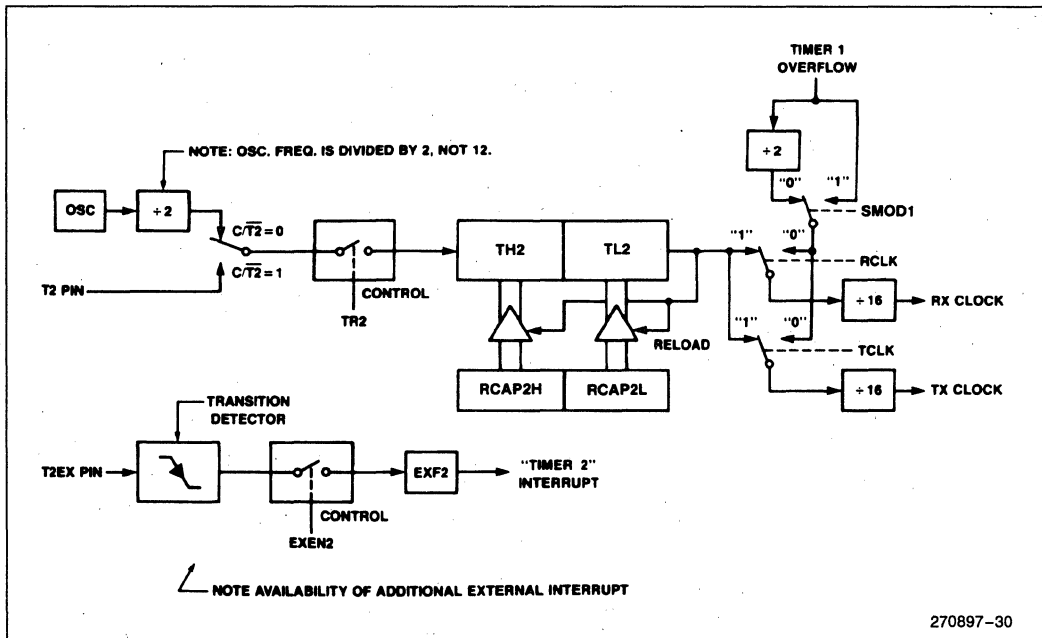 TIMER 1
OVERFLOW
÷2
"0" "1"
SMOD1
NOTE: OSC. FREQ. IS DIVIDED BY 2, NOT 12.
OSC
÷2
C/T̅2̅=0
C/T̅2̅=1
T2 PIN
CONTROL
TR2
TH2
TL2
RELOAD
RCAP2H
RCAP2L
"1" "0"
RCLK
÷16
RX CLOCK
"1" "0"
TCLK
÷16
TX CLOCK
TRANSITION
DETECTOR
T2EX PIN
CONTROL
EXEN2
EXF2
"TIMER 2"
INTERRUPT
NOTE AVAILABILITY OF ADDITIONAL EXTERNAL INTERRUPT
270897-30